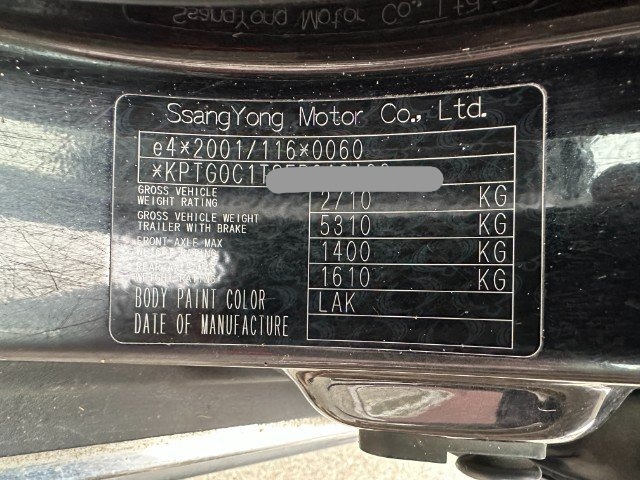 SsangYong Motor Co., Ltd.
e4*2001/116*0060
*KPTG0C1T
GROSS VEHICLE WEIGHT RATING 2710 KG
GROSS VEHICLE WEIGHT TRAILER WITH BRAKE 5310 KG
FRONT AXLE MAX 1400 KG
1610 KG
BODY PAINT COLOR LAK
DATE OF MANUFACTURE